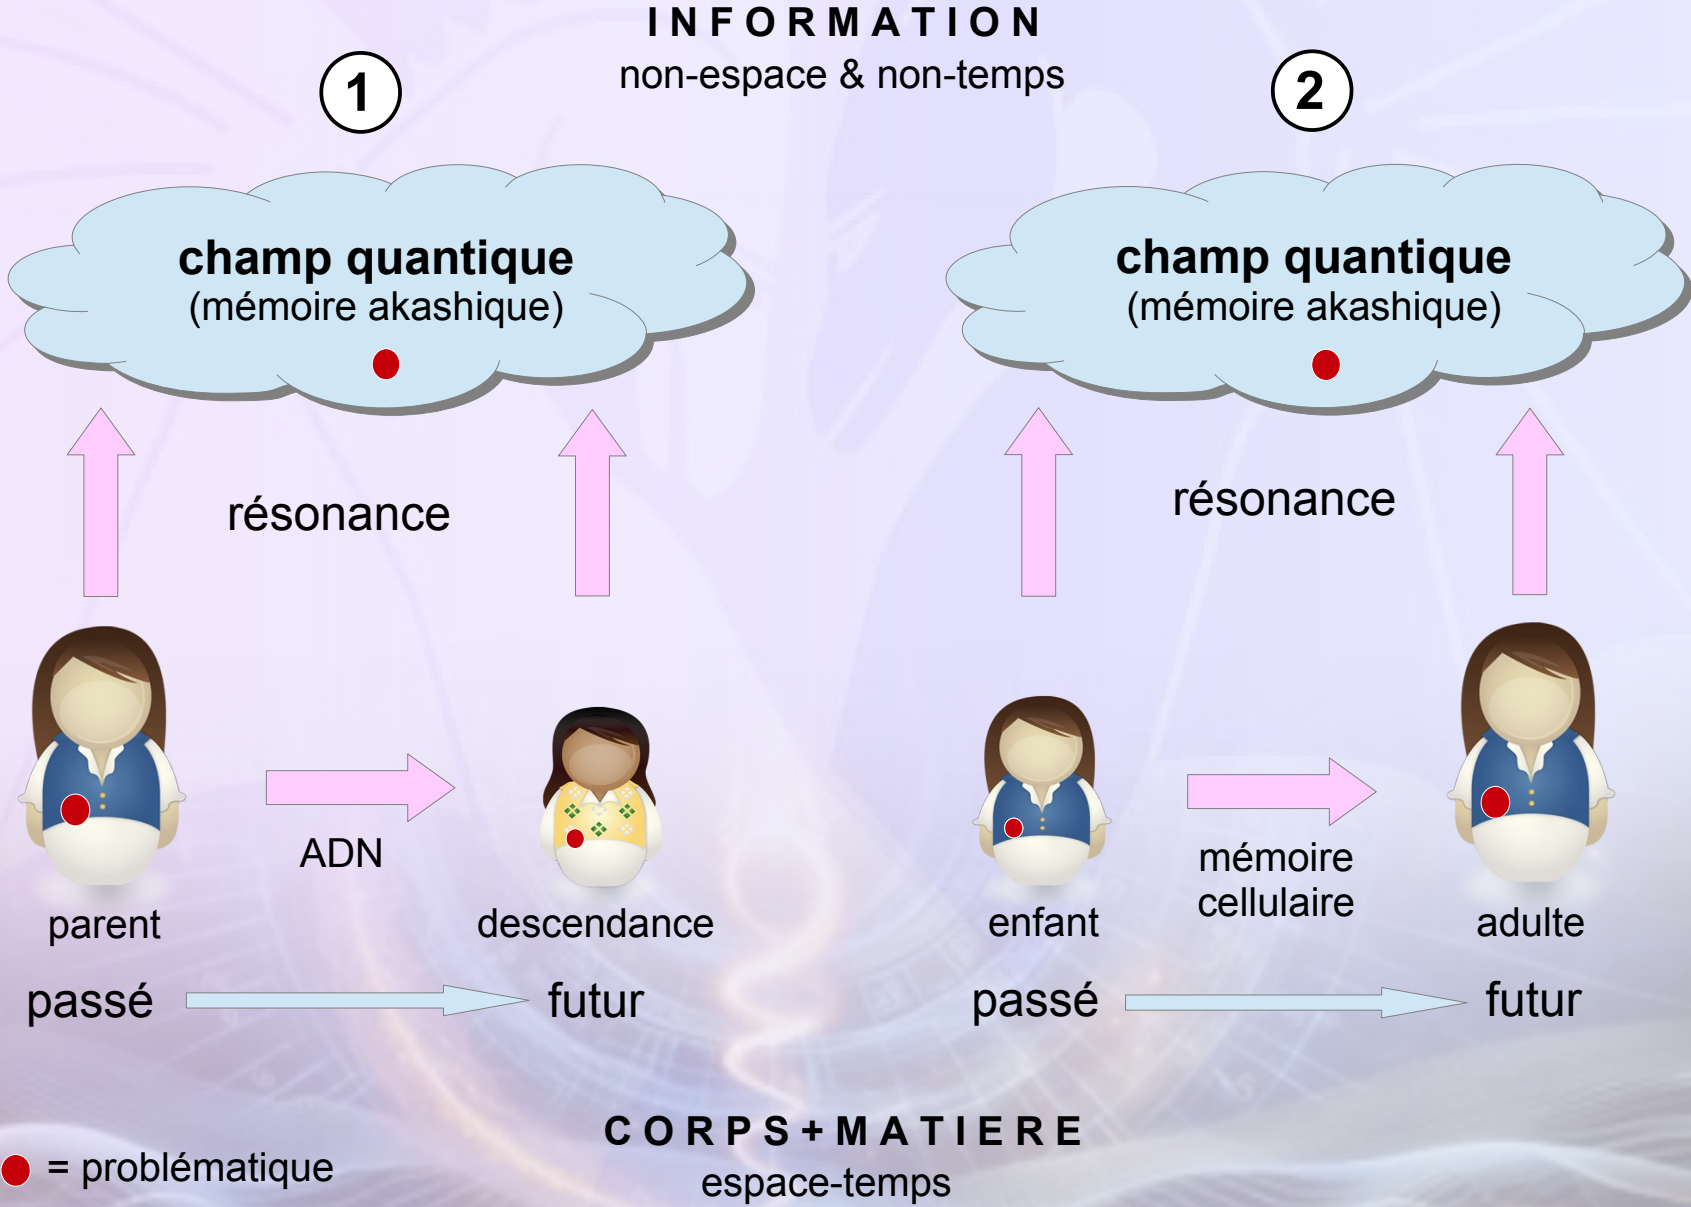 INFORMATION
non-espace & non-temps
1
2
champ quantique
(mémoire akashique)
champ quantique
(mémoire akashique)
résonance
résonance
ADN
mémoire
cellulaire
parent
descendance
enfant
adulte
passé
futur
passé
futur
CORPS+MATIERE
espace-temps
= problématique